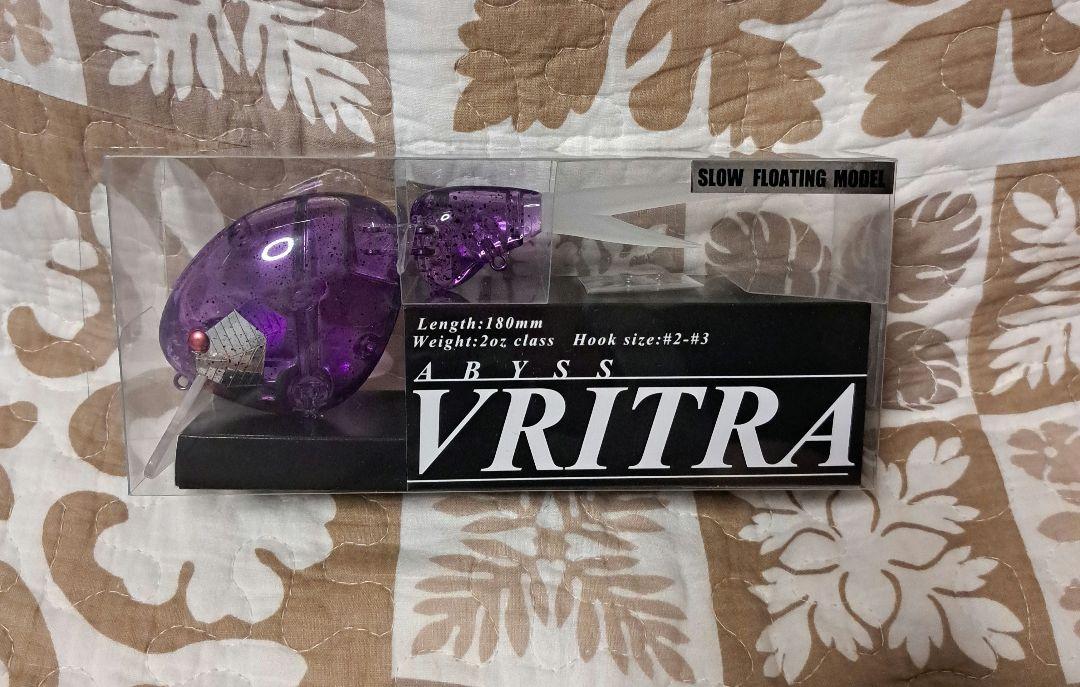 SLOW FLOATING MODEL
Length:180mm
Weight:2oz class Hook size:#2-#3
ABYSS
VRITRA